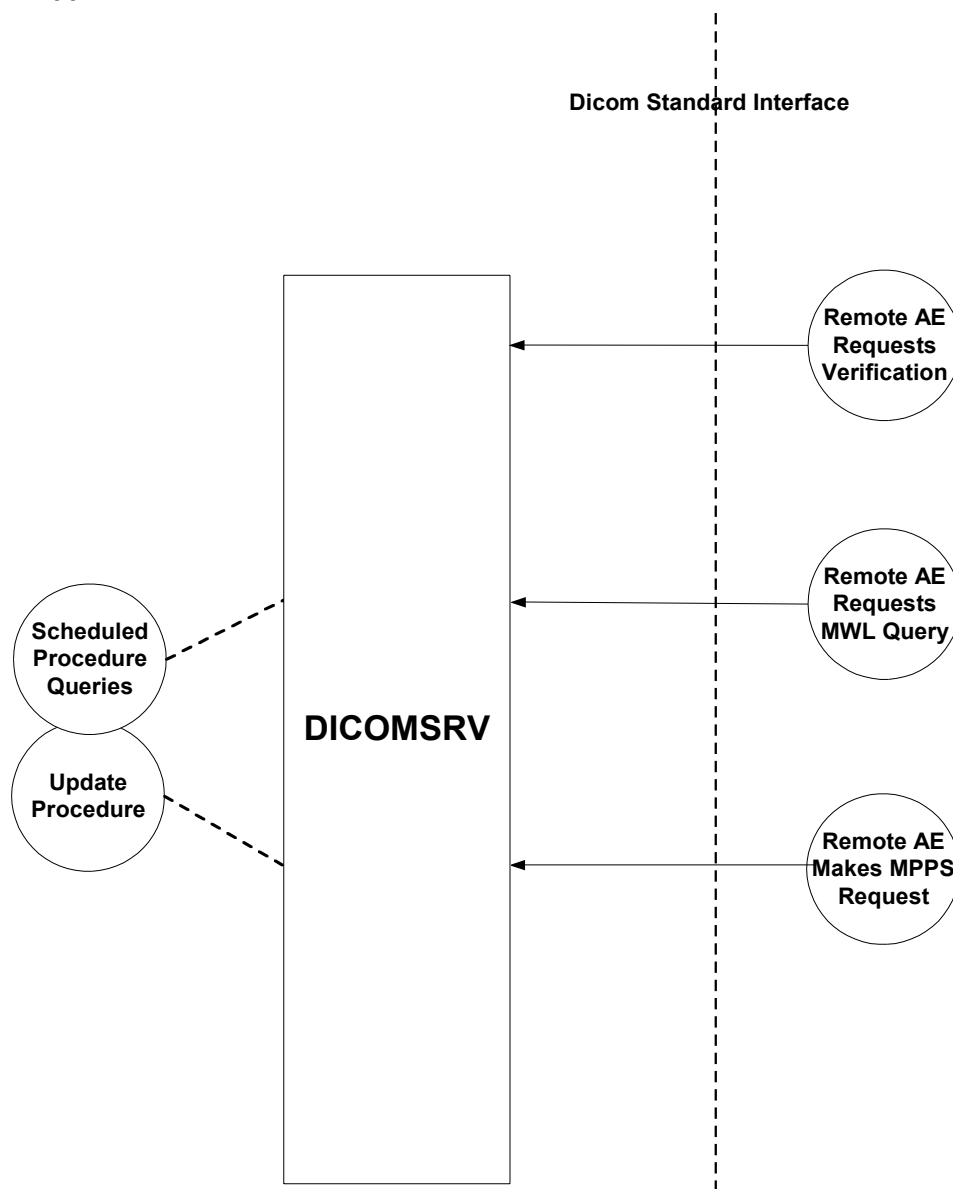 Dicom Standard Interface
Remote AE
Requests
Verification
Remote AE
Requests
MWL Query
Scheduled
Procedure
Queries
DICOMSRV
Update
Procedure
Remote AE
Makes MPPS
Request